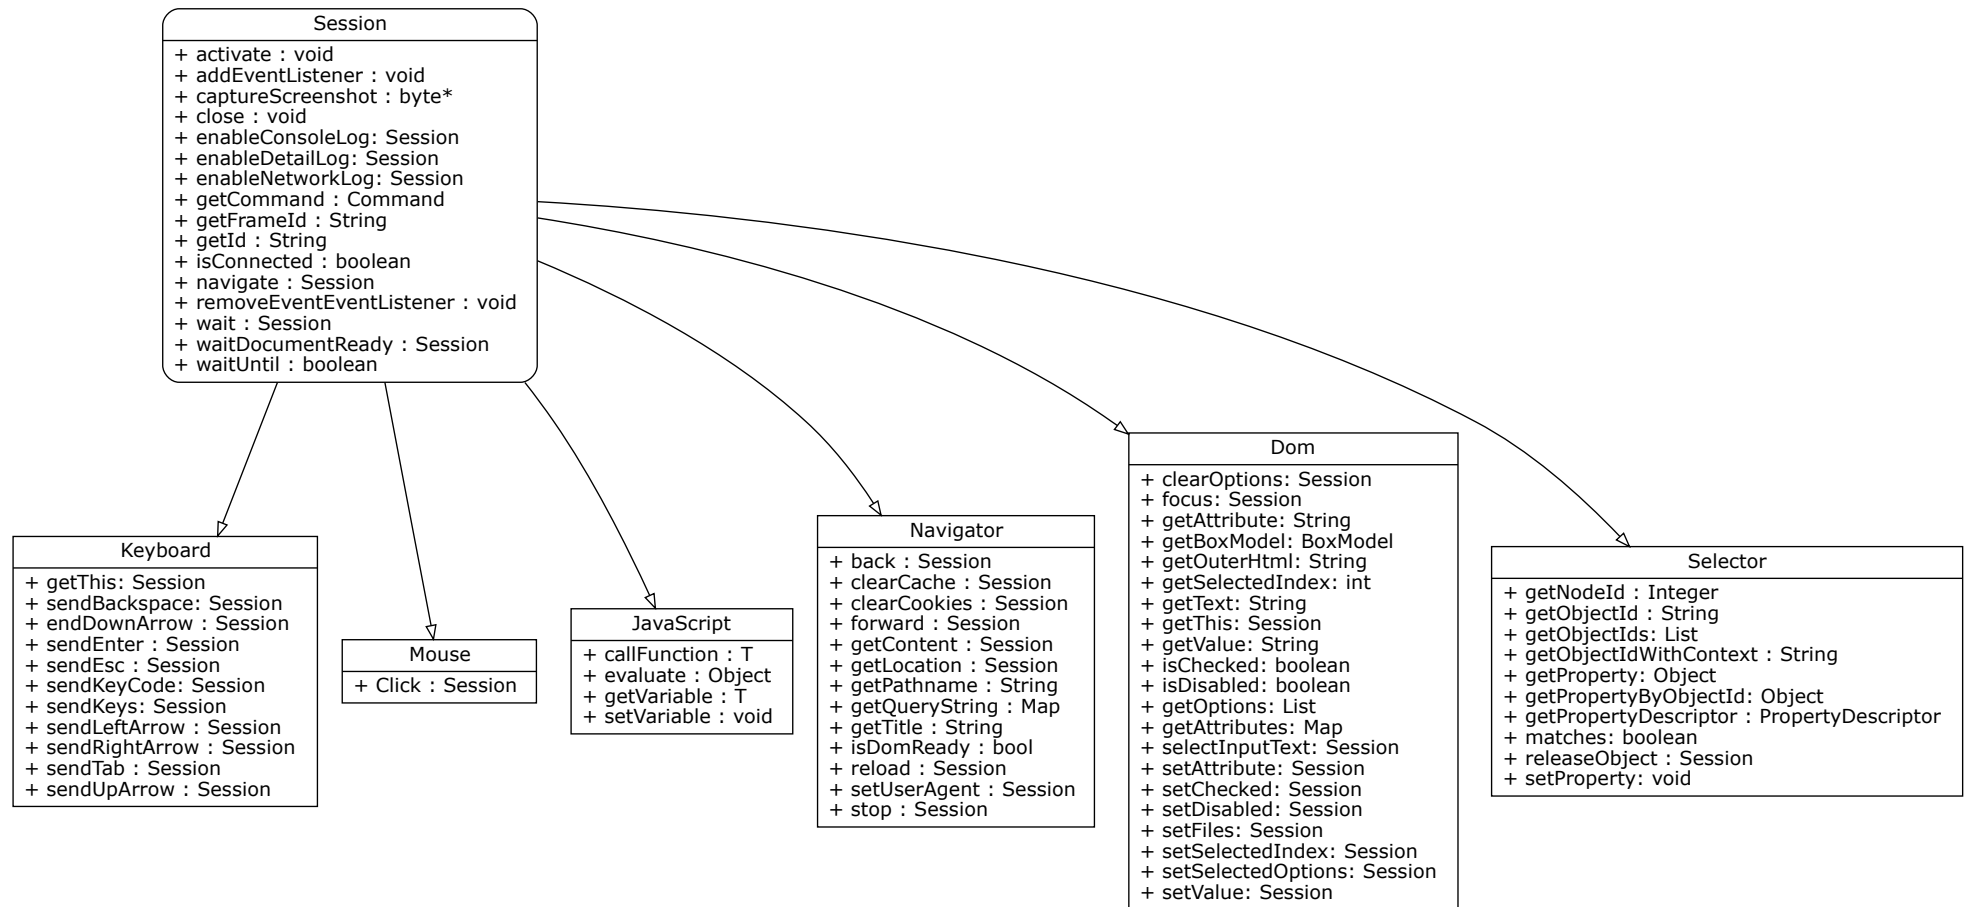 Session
+ activate : void
+ addEventListener : void
+ captureScreenshot : byte*
+ close : void
+ enableConsoleLog: Session
+ enableDetailLog: Session
+ enableNetworkLog: Session
+ getCommand : Command
+ getFrameId : String
+ getId : String
+ isConnected : boolean
+ navigate : Session
+ removeEventEventListener : void
+ wait : Session
+ waitDocumentReady : Session
+ waitUntil : boolean
Keyboard
+ getThis: Session
+ sendBackspace: Session
+ endDownArrow : Session
+ sendEnter : Session
+ sendEsc : Session
+ sendKeyCode: Session
+ sendKeys: Session
+ sendLeftArrow : Session
+ sendRightArrow : Session
+ sendTab : Session
+ sendUpArrow : Session
Mouse
+ Click : Session
JavaScript
+ callFunction : T
+ evaluate : Object
+ getVariable : T
+ setVariable : void
Navigator
+ back : Session
+ clearCache : Session
+ clearCookies : Session
+ forward : Session
+ getContent : Session
+ getLocation : Session
+ getPathname : String
+ getQueryString : Map
+ getTitle : String
+ isDomReady : bool
+ reload : Session
+ setUserAgent : Session
+ stop : Session
Dom
+ clearOptions: Session
+ focus: Session
+ getAttribute: String
+ getBoxModel: BoxModel
+ getOuterHtml: String
+ getSelectedIndex: int
+ getText: String
+ getThis: Session
+ getValue: String
+ isChecked: boolean
+ isDisabled: boolean
+ getOptions: List
+ getAttributes: Map
+ selectInputText: Session
+ setAttribute: Session
+ setChecked: Session
+ setDisabled: Session
+ setFiles: Session
+ setSelectedIndex: Session
+ setSelectedOptions: Session
+ setValue: Session
Selector
+ getNodeId : Integer
+ getObjectId : String
+ getObjectIds: List
+ getObjectIdWithContext : String
+ getProperty: Object
+ getPropertyByObjectId: Object
+ getPropertyDescriptor : PropertyDescriptor
+ matches: boolean
+ releaseObject : Session
+ setProperty: void